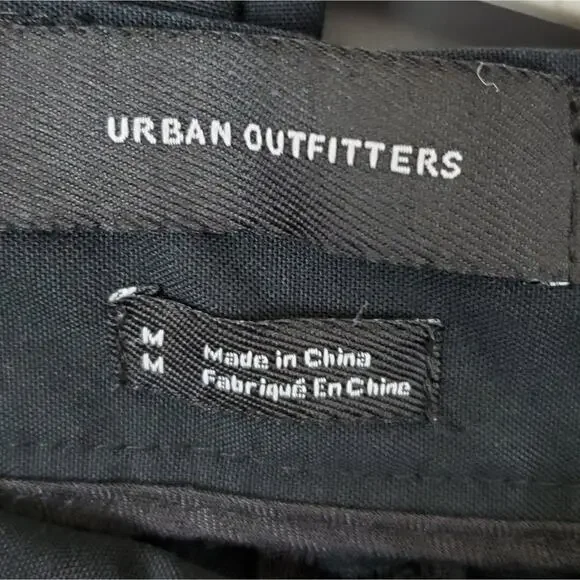 URBAN OUTFITTERS
M Made in China
M Fabriqué En Chine